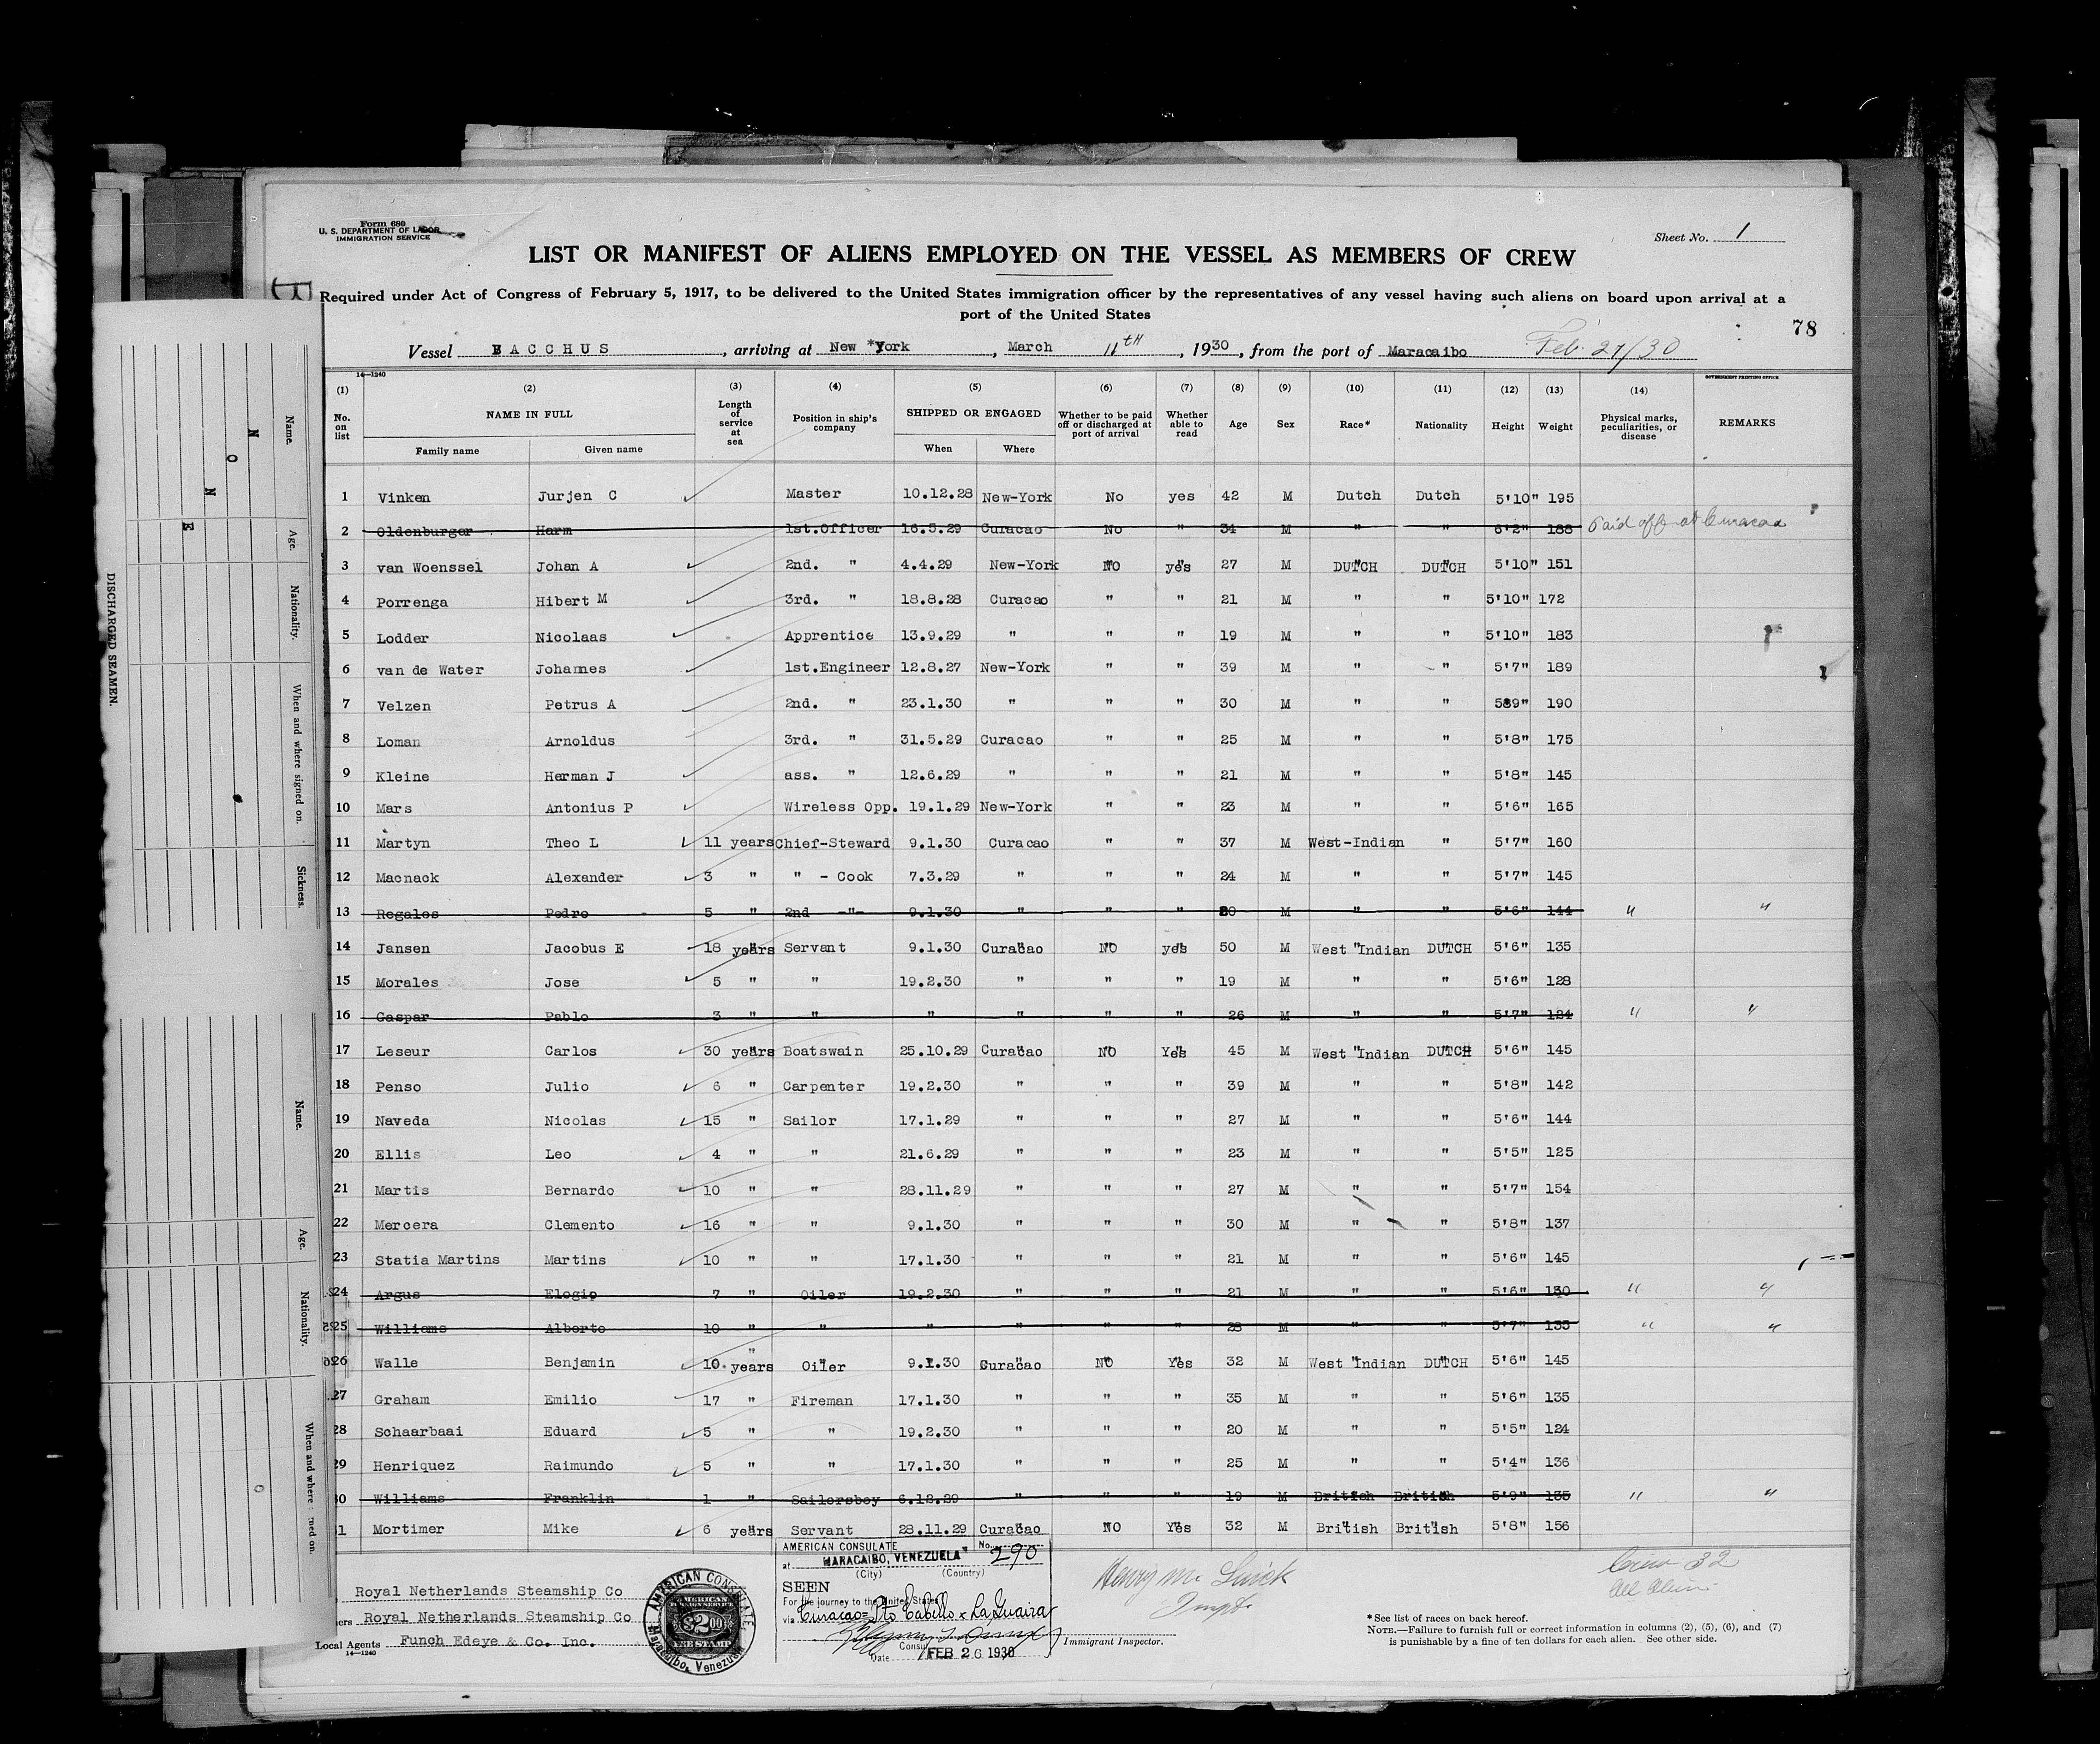 Form 680
U. S. DEPARTMENT OF LABOR
IMMIGRATION SERVICE
Sheet No. 1
LIST OR MANIFEST OF ALIENS EMPLOYED ON THE VESSEL AS MEMBERS OF CREW
Required under Act of Congress of February 5, 1917, to be delivered to the United States immigration officer by the representatives of any vessel having such aliens on board upon arrival at a
port of the United States
78
Vessel BACCHUS, arriving at New York, March 11th, 1930, from the port of Maracaibo Feb. 27/30
14—1240
GOVERNMENT PRINTING OFFICE
(1) (2) (3) (4) (5) (6) (7) (8) (9) (10) (11) (12) (13) (14)
No. on list NAME IN FULL Length of service at sea Position in ship's company SHIPPED OR ENGAGED Whether to be paid off or discharged at port of arrival Whether able to read Age Sex Race* Nationality Height Weight Physical marks, peculiarities, or disease REMARKS
Family name Given name When Where
1 Vinken Jurjen C Master 10.12.28 New-York No yes 42 M Dutch Dutch 5'10" 195
2 Oldenburger Harm 1st.Officer 16.5.29 Curacao No " 34 M " " 6'2" 188 Paid off at Curacao
3 van Woenssel Johan A 2nd. " 4.4.29 New-York NO yes 27 M DUTCH DUTCH 5'10" 151
4 Porrenga Hibert M 3rd. " 18.8.28 Curacao " " 21 M " " 5'10" 172
5 Lodder Nicolaas Apprentice 13.9.29 " " " 19 M " " 5'10" 183
6 van de Water Johames 1st.Engineer 12.8.27 New-York " " 39 M " " 5'7" 189
7 Velzen Petrus A 2nd. " 23.1.30 " " " 30 M " " 589" 190
8 Loman Arnoldus 3rd. " 31.5.29 Curacao " " 25 M " " 5'8" 175
9 Kleine Herman J ass. " 12.6.29 " " " 21 M " " 5'8" 145
10 Mars Antonius P Wireless Opp. 19.1.29 New-York " " 23 M " " 5'6" 165
11 Martyn Theo L 11 years Chief-Steward 9.1.30 Curacao " " 37 M West-Indian " 5'7" 160
12 Macnack Alexander 3 " " - Cook 7.3.29 " " " 24 M " " 5'7" 145
13 Rogales Pedro 5 " 2nd -"- 9.1.30 " " " 30 M " " 5'6" 144 " "
14 Jansen Jacobus E 18 years Servant 9.1.30 Curacao NO yes 50 M West Indian DUTCH 5'6" 135
15 Morales Jose 5 " " 19.2.30 " " " 19 M " " 5'6" 128
16 Caspar Pablo 3 " " " " " " 26 M " " 5'7" 124 " "
17 Leseur Carlos 30 years Boatswain 25.10.29 Curacao NO Yes 45 M West Indian DUTCH 5'6" 145
18 Penso Julio 6 " Carpenter 19.2.30 " " " 39 M " " 5'8" 142
19 Naveda Nicolas 15 " Sailor 17.1.29 " " " 27 M " " 5'6" 144
20 Ellis Leo 4 " " 21.6.29 " " " 23 M " " 5'5" 125
21 Martis Bernardo 10 " " 28.11.29 " " " 27 M " " 5'7" 154
22 Mercera Clemento 16 " " 9.1.30 " " " 30 M " " 5'8" 137
23 Statia Martins Martins 10 " " 17.1.30 " " " 21 M " " 5'6" 145
24 Argus Elogio 7 " Oiler 19.2.30 " " " 21 M " " 5'6" 130 " "
25 Williams Alberto 10 " " " " " " 28 M " " 5'7" 135 " "
26 Walle Benjamin 10 years Oiler 9.1.30 Curacao NO Yes 32 M West Indian DUTCH 5'6" 145
27 Graham Emilio 17 " Fireman 17.1.30 " " " 35 M " " 5'6" 135
28 Schaarbaai Eduard 5 " " 19.2.30 " " " 20 M " " 5'5" 124
29 Henriquez Raimundo 5 " " 17.1.30 " " " 25 M " " 5'4" 136
30 Williams Franklin 1 " Sailorsboy 6.12.29 " " " 19 M British British 5'9" 135 " "
31 Mortimer Mike 6 years Servant 28.11.29 Curacao NO Yes 32 M British British 5'8" 156
Royal Netherlands Steamship Co
Royal Netherlands Steamship Co
Local Agents Funch Edeye & Co. Inc.
14—1240
AMERICAN CONSULATE
Maracaibo, Venezuela
AMERICAN
FOREIGN SERVICE
$2.00
FEE STAMP
AMERICAN CONSULATE No. 290
at MARACAIBO, VENEZUELA
(City) (Country)
SEEN
For the journey to the United States
via Curacao= Pto Cabello & La Guaira
Consul
Date FEB 26 1930
Immigrant Inspector.
Crew 32
All Aliens
*See list of races on back hereof.
NOTE.—Failure to furnish full or correct information in columns (2), (5), (6), and (7)
is punishable by a fine of ten dollars for each alien. See other side.
DISCHARGED SEAMEN.
Name. Age. Nationality. When and where signed on. Sickness.
NONE
Name. Age. Nationality. When and where